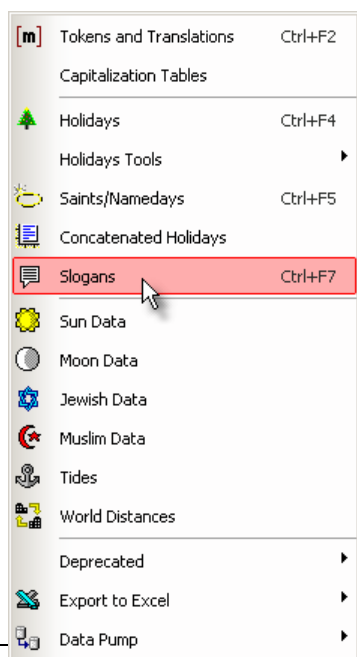 [m] Tokens and Translations Ctrl+F2
Capitalization Tables
Holidays Ctrl+F4
Holidays Tools
Saints/Namedays Ctrl+F5
Concatenated Holidays
Slogans Ctrl+F7
Sun Data
Moon Data
Jewish Data
Muslim Data
Tides
World Distances
Deprecated
Export to Excel
Data Pump